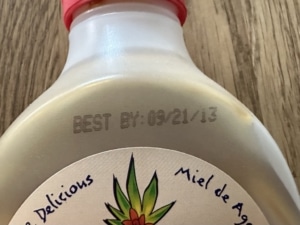 BEST BY:09/21/13
Delicious
Miel de